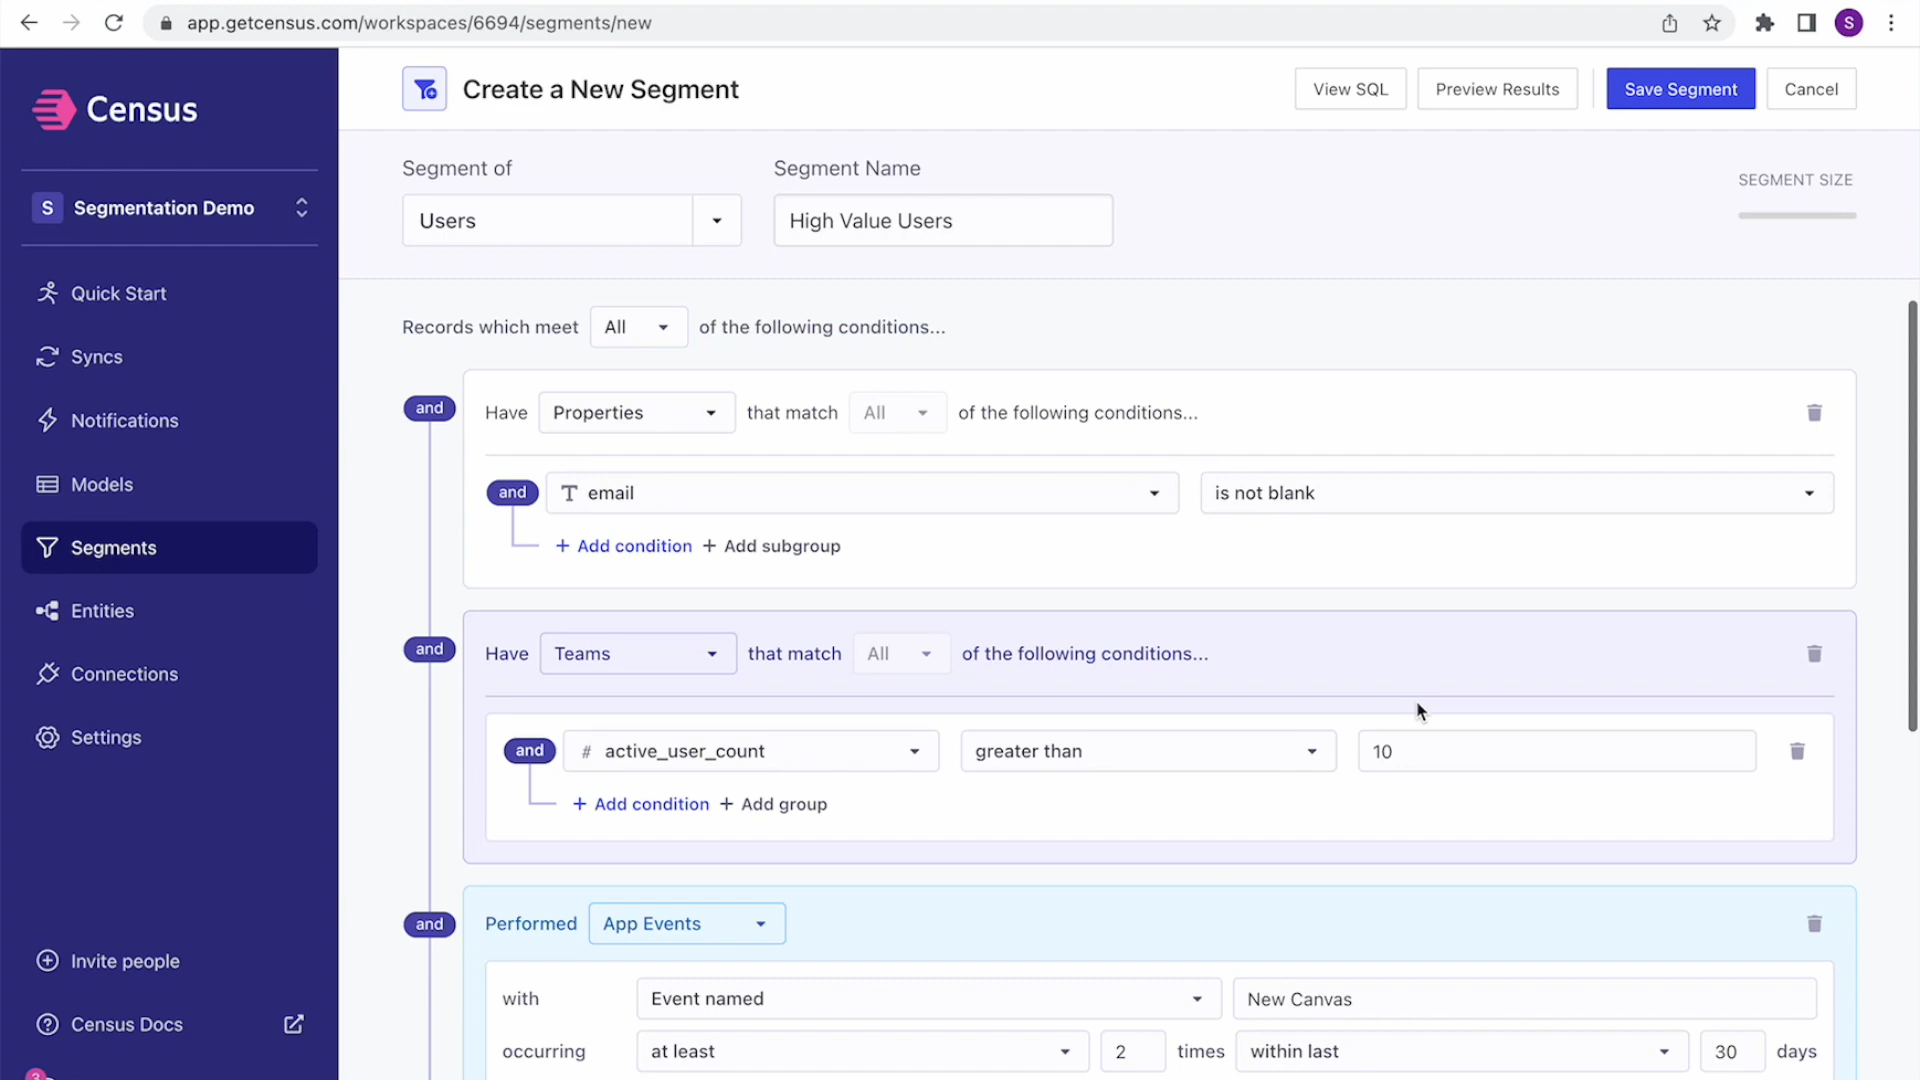 app.getcensus.com/workspaces/6694/segments/new
S
Census
S Segmentation Demo
Quick Start
Syncs
Notifications
Models
Segments
Entities
Connections
Settings
Invite people
Census Docs
3
Create a New Segment
View SQL
Preview Results
Save Segment
Cancel
Segment of
Segment Name
SEGMENT SIZE
Users
High Value Users
Records which meet All of the following conditions...
and Have Properties that match All of the following conditions...
and T email is not blank
+ Add condition + Add subgroup
and Have Teams that match All of the following conditions...
and # active_user_count greater than 10
+ Add condition + Add group
and Performed App Events
with Event named New Canvas
occurring at least 2 times within last 30 days